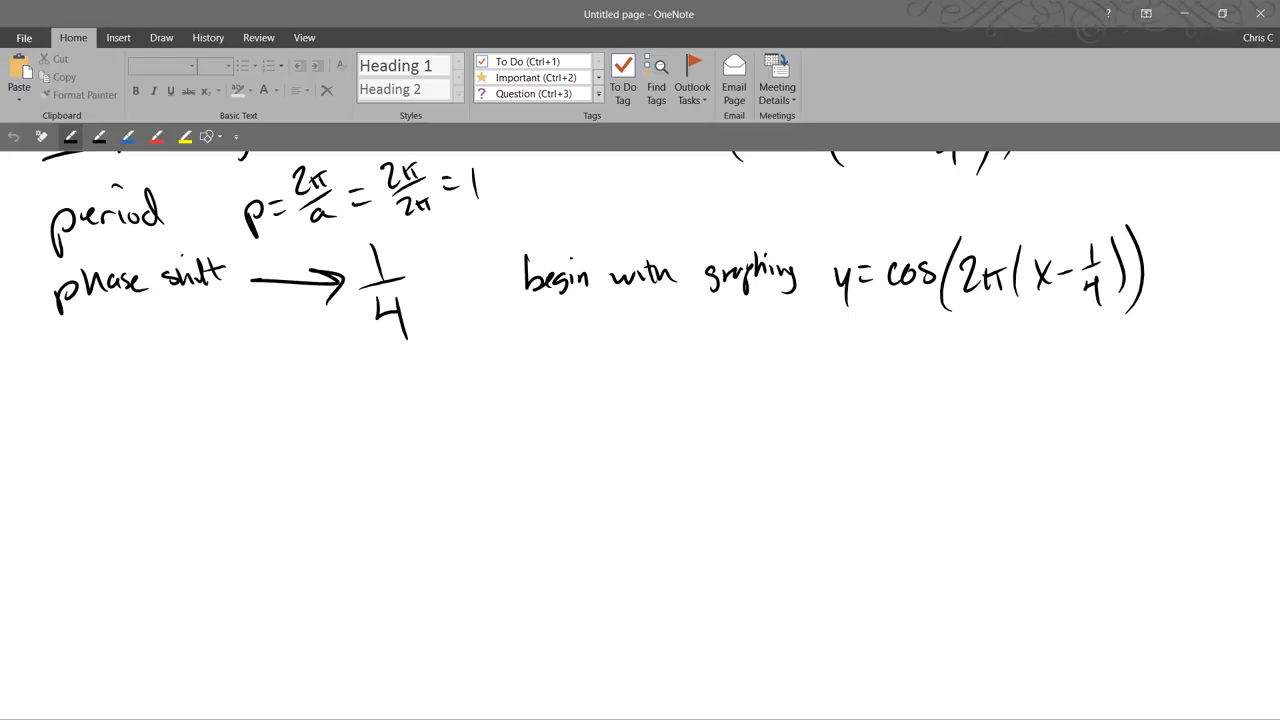 Untitled page - OneNote
File Home Insert Draw History Review View
Chris C
Paste
Cut
Copy
Format Painter
Clipboard
B I U abc X₂ A
Basic Text
Heading 1
Heading 2
Styles
To Do (Ctrl+1)
Important (Ctrl+2)
Question (Ctrl+3)
To Do Tag
Find Tags
Outlook Tasks
Tags
Email Page
Email
Meeting Details
Meetings
period p = 2π/a = 2π/2π = 1
phase shift → 1/4 begin with graphing y = cos(2π(x - 1/4))